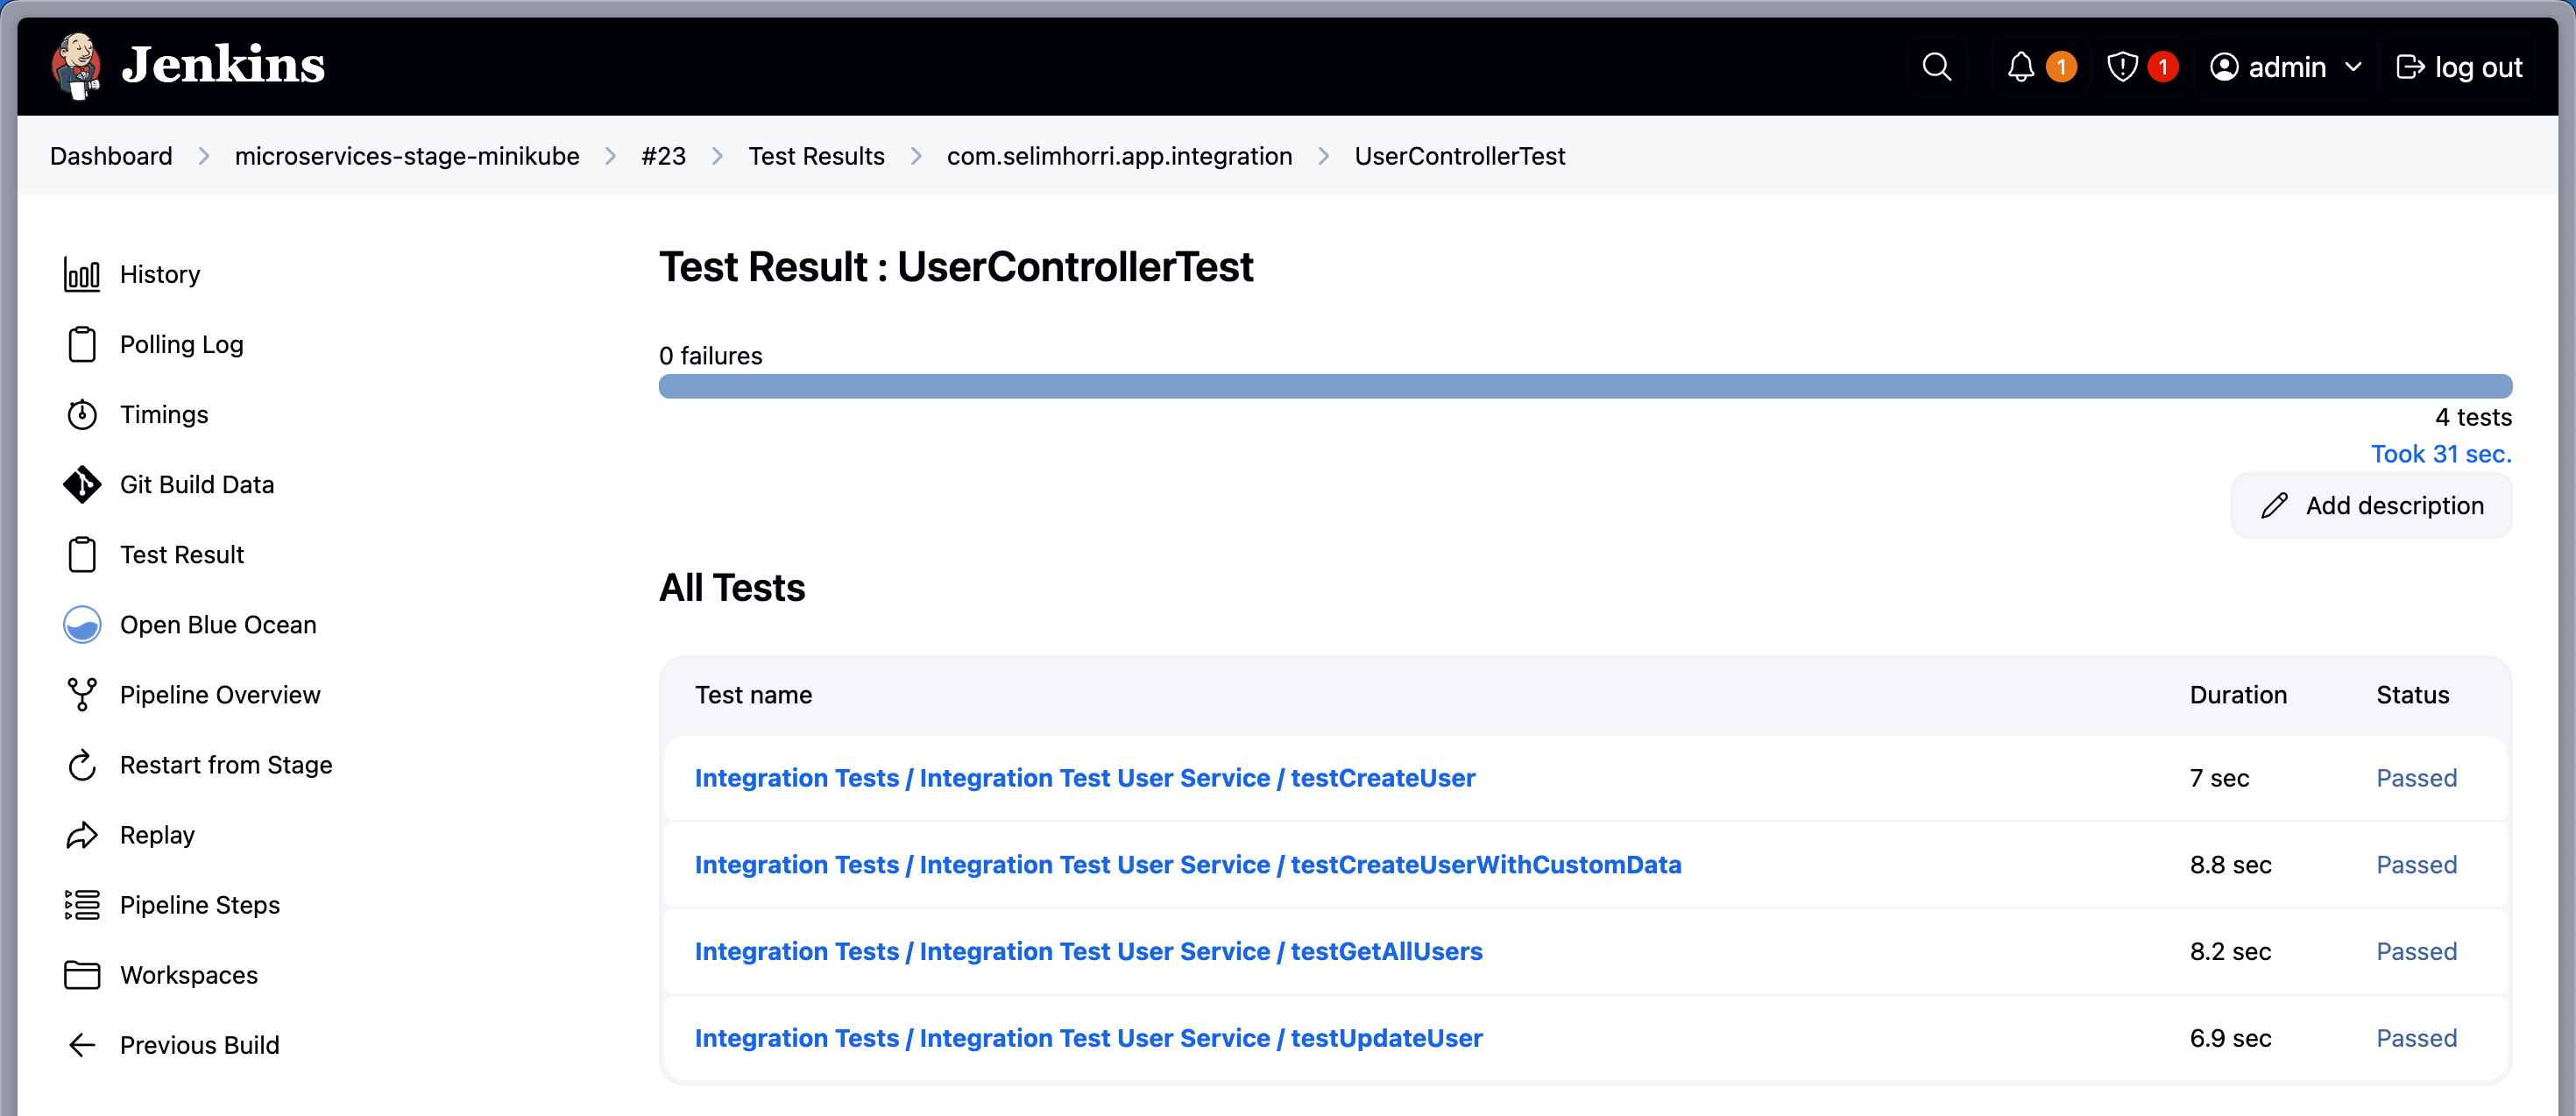 Jenkins
1
1
admin
log out
Dashboard
microservices-stage-minikube
#23
Test Results
com.selimhorri.app.integration
UserControllerTest
History
Polling Log
Timings
Git Build Data
Test Result
Open Blue Ocean
Pipeline Overview
Restart from Stage
Replay
Pipeline Steps
Workspaces
Previous Build
Test Result : UserControllerTest
0 failures
4 tests
Took 31 sec.
Add description
All Tests
Test name Duration Status
Integration Tests / Integration Test User Service / testCreateUser 7 sec Passed
Integration Tests / Integration Test User Service / testCreateUserWithCustomData 8.8 sec Passed
Integration Tests / Integration Test User Service / testGetAllUsers 8.2 sec Passed
Integration Tests / Integration Test User Service / testUpdateUser 6.9 sec Passed